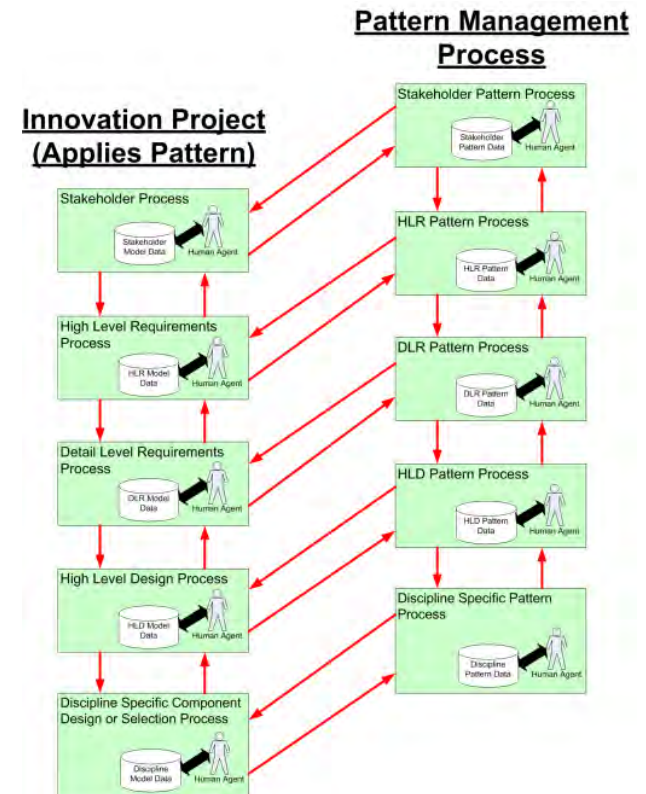 Pattern Management
Process
Innovation Project
(Applies Pattern)
Stakeholder Pattern Process
Stakeholder
Pattern Data
Human Agent
HLR Pattern Process
HLR Pattern
Data
Human Agent
DLR Pattern Process
DLR Pattern
Data
Human Agent
HLD Pattern Process
HLD Pattern
Data
Human Agent
Discipline Specific Pattern
Process
Discipline
Pattern Data
Human Agent
Stakeholder Process
Stakeholder
Model Data
Human Agent
High Level Requirements
Process
HLR Model
Data
Human Agent
Detail Level Requirements
Process
DLR Model
Data
Human Agent
High Level Design Process
HLD Model
Data
Human Agent
Discipline Specific Component
Design or Selection Process
Discipline
Model Data
Human Agent